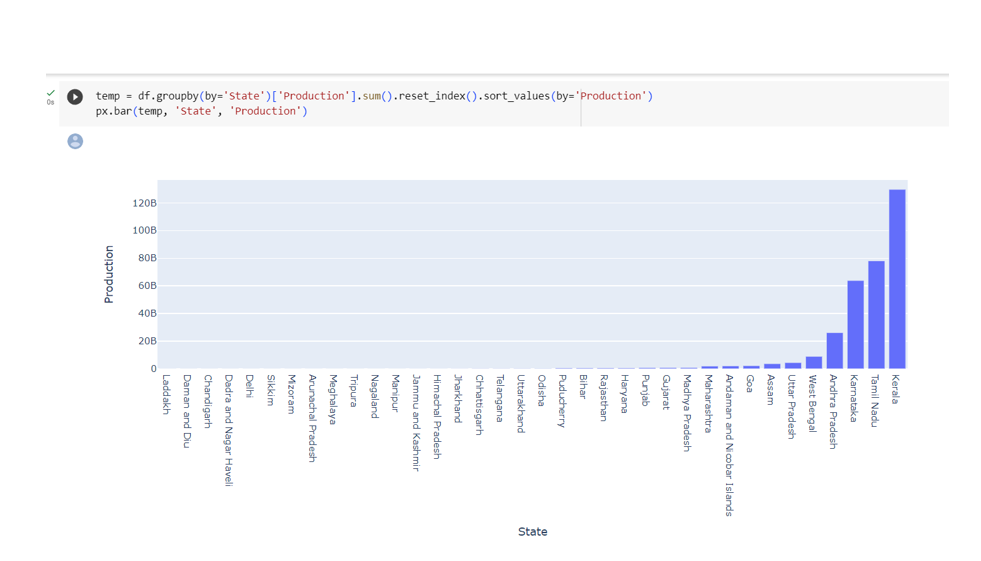 temp = df.groupby(by='State')['Production'].sum().reset_index().sort_values(by='Production')
0s
px.bar(temp, 'State', 'Production')
120B
100B
80B
60B
40B
20B
0
Production
Laddakh
Daman and Diu
Chandigarh
Dadra and Nagar Haveli
Delhi
Sikkim
Mizoram
Arunachal Pradesh
Meghalaya
Tripura
Nagaland
Manipur
Jammu and Kashmir
Himachal Pradesh
Jharkhand
Chhattisgarh
Telangana
Uttarakhand
Odisha
Puducherry
Bihar
Rajasthan
Haryana
Punjab
Gujarat
Madhya Pradesh
Maharashtra
Andaman and Nicobar Islands
Goa
Assam
Uttar Pradesh
West Bengal
Andhra Pradesh
Karnataka
Tamil Nadu
Kerala
State